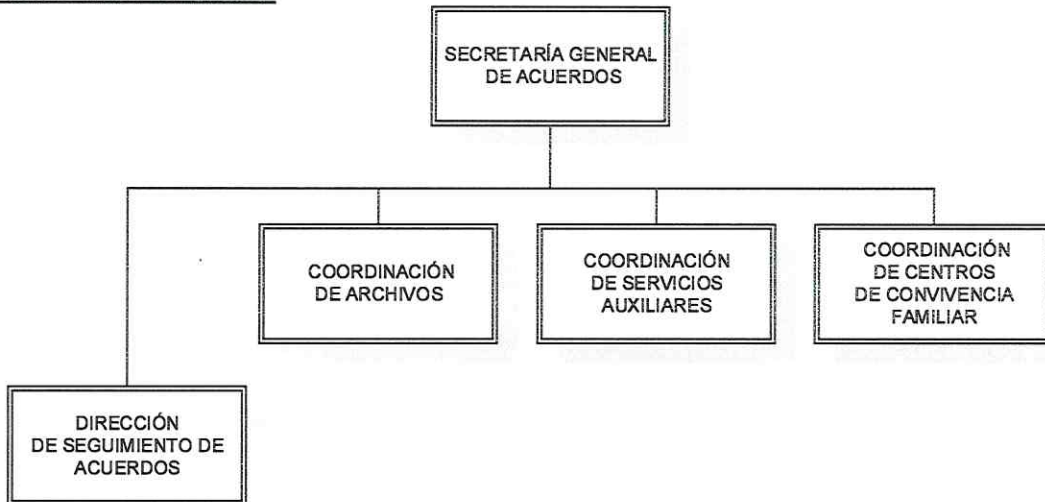 SECRETARÍA GENERAL
DE ACUERDOS
COORDINACIÓN
DE ARCHIVOS
COORDINACIÓN
DE SERVICIOS
AUXILIARES
COORDINACIÓN
DE CENTROS
DE CONVIVENCIA
FAMILIAR
DIRECCIÓN
DE SEGUIMIENTO DE
ACUERDOS